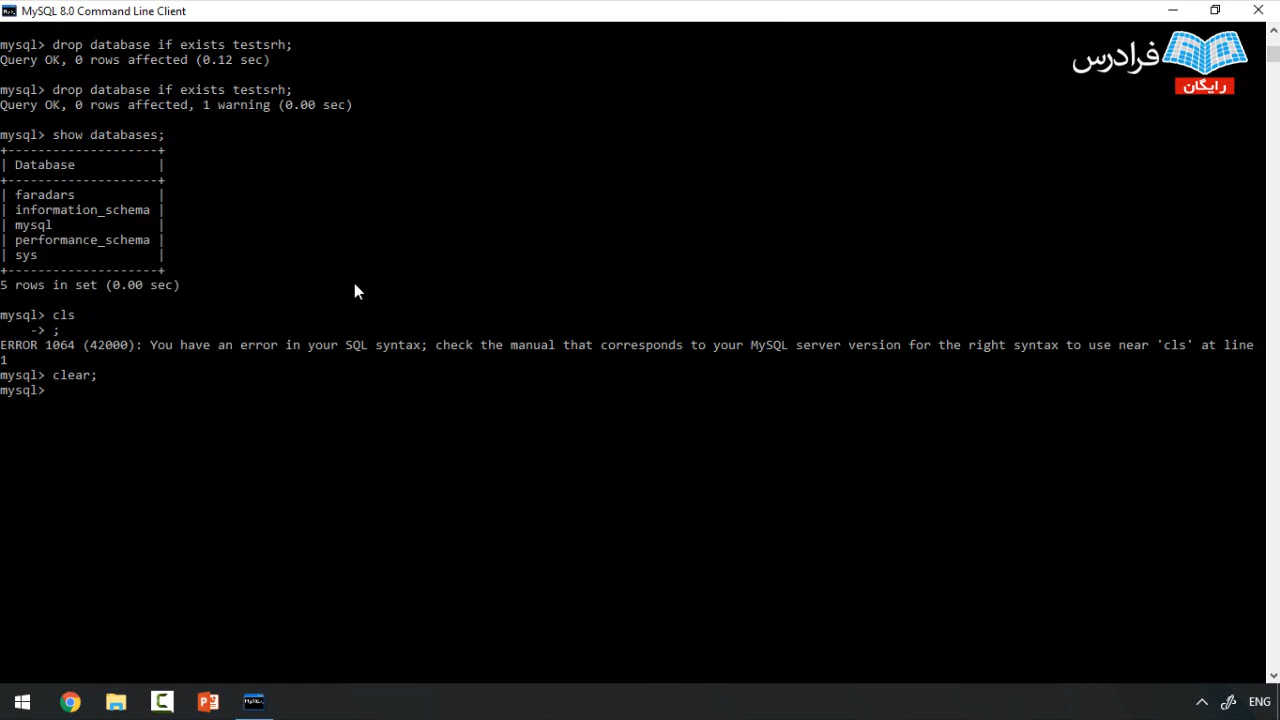 MySQL 8.0 Command Line Client
mysql> drop database if exists testsrh;
Query OK, 0 rows affected (0.12 sec)
فرادرس
رایگان
mysql> drop database if exists testsrh;
Query OK, 0 rows affected, 1 warning (0.00 sec)
mysql> show databases;
+--------------------+
| Database           |
+--------------------+
| faradars           |
| information_schema |
| mysql              |
| performance_schema |
| sys                |
+--------------------+
5 rows in set (0.00 sec)
mysql> cls
    -> ;
ERROR 1064 (42000): You have an error in your SQL syntax; check the manual that corresponds to your MySQL server version for the right syntax to use near 'cls' at line
1
mysql> clear;
mysql>
ENG